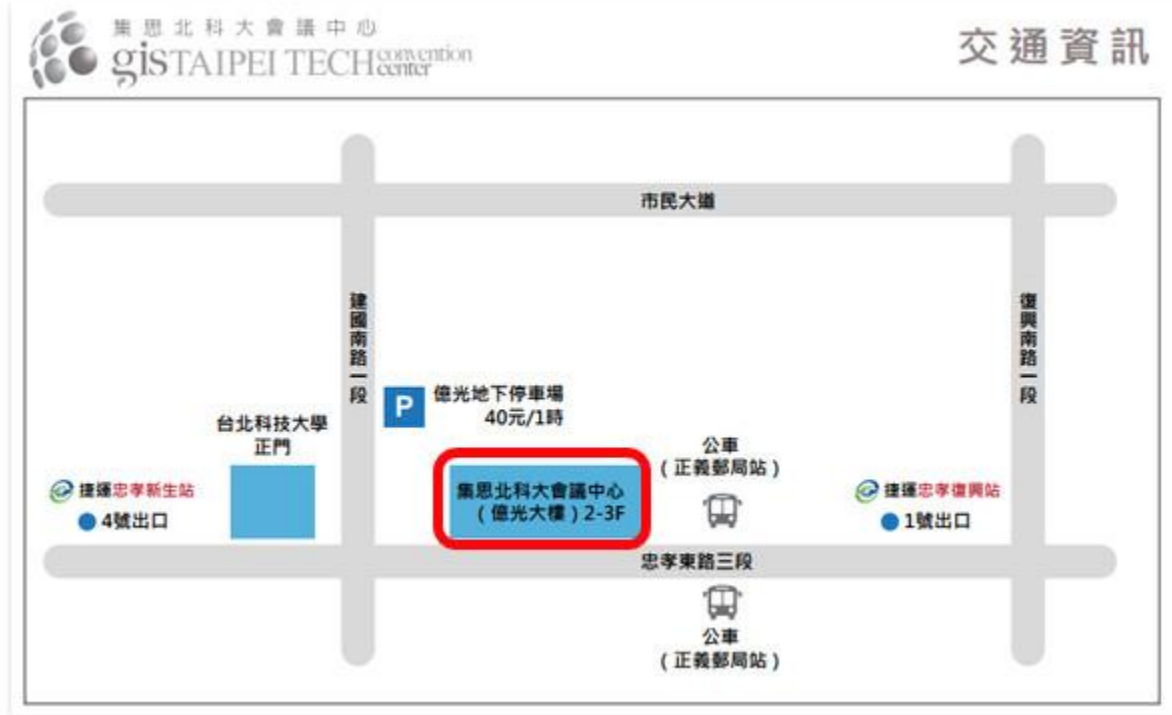 集思北科大會議中心
gisTAIPEI TECH convention center
交通資訊
市民大道
建國南路一段
復興南路一段
P
億光地下停車場
40元/1時
台北科技大學
正門
公車
(正義郵局站)
捷運忠孝新生站
4號出口
集思北科大會議中心
(億光大樓)2-3F
捷運忠孝復興站
1號出口
忠孝東路三段
公車
(正義郵局站)